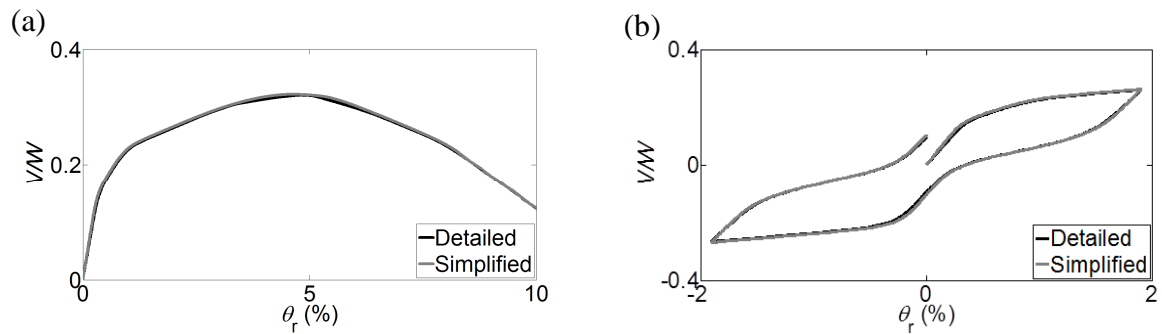 (a)
0.4
0.2
0
V/W
0
5
10
θr (%)
Detailed
Simplified
(b)
0.4
0
-0.4
V/W
-2
0
2
θr (%)
Detailed
Simplified